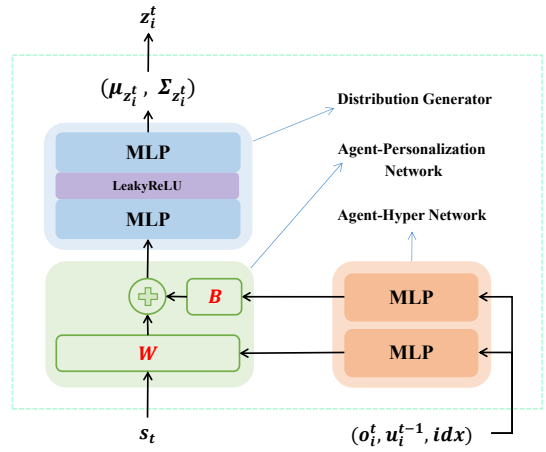 z_i^t
(μ_{z_i^t} , Σ_{z_i^t})
Distribution Generator
MLP
LeakyReLU
MLP
Agent-Personalization
Network
Agent-Hyper Network
B
MLP
W
MLP
s_t
(o_i^t, u_i^{t-1}, idx)